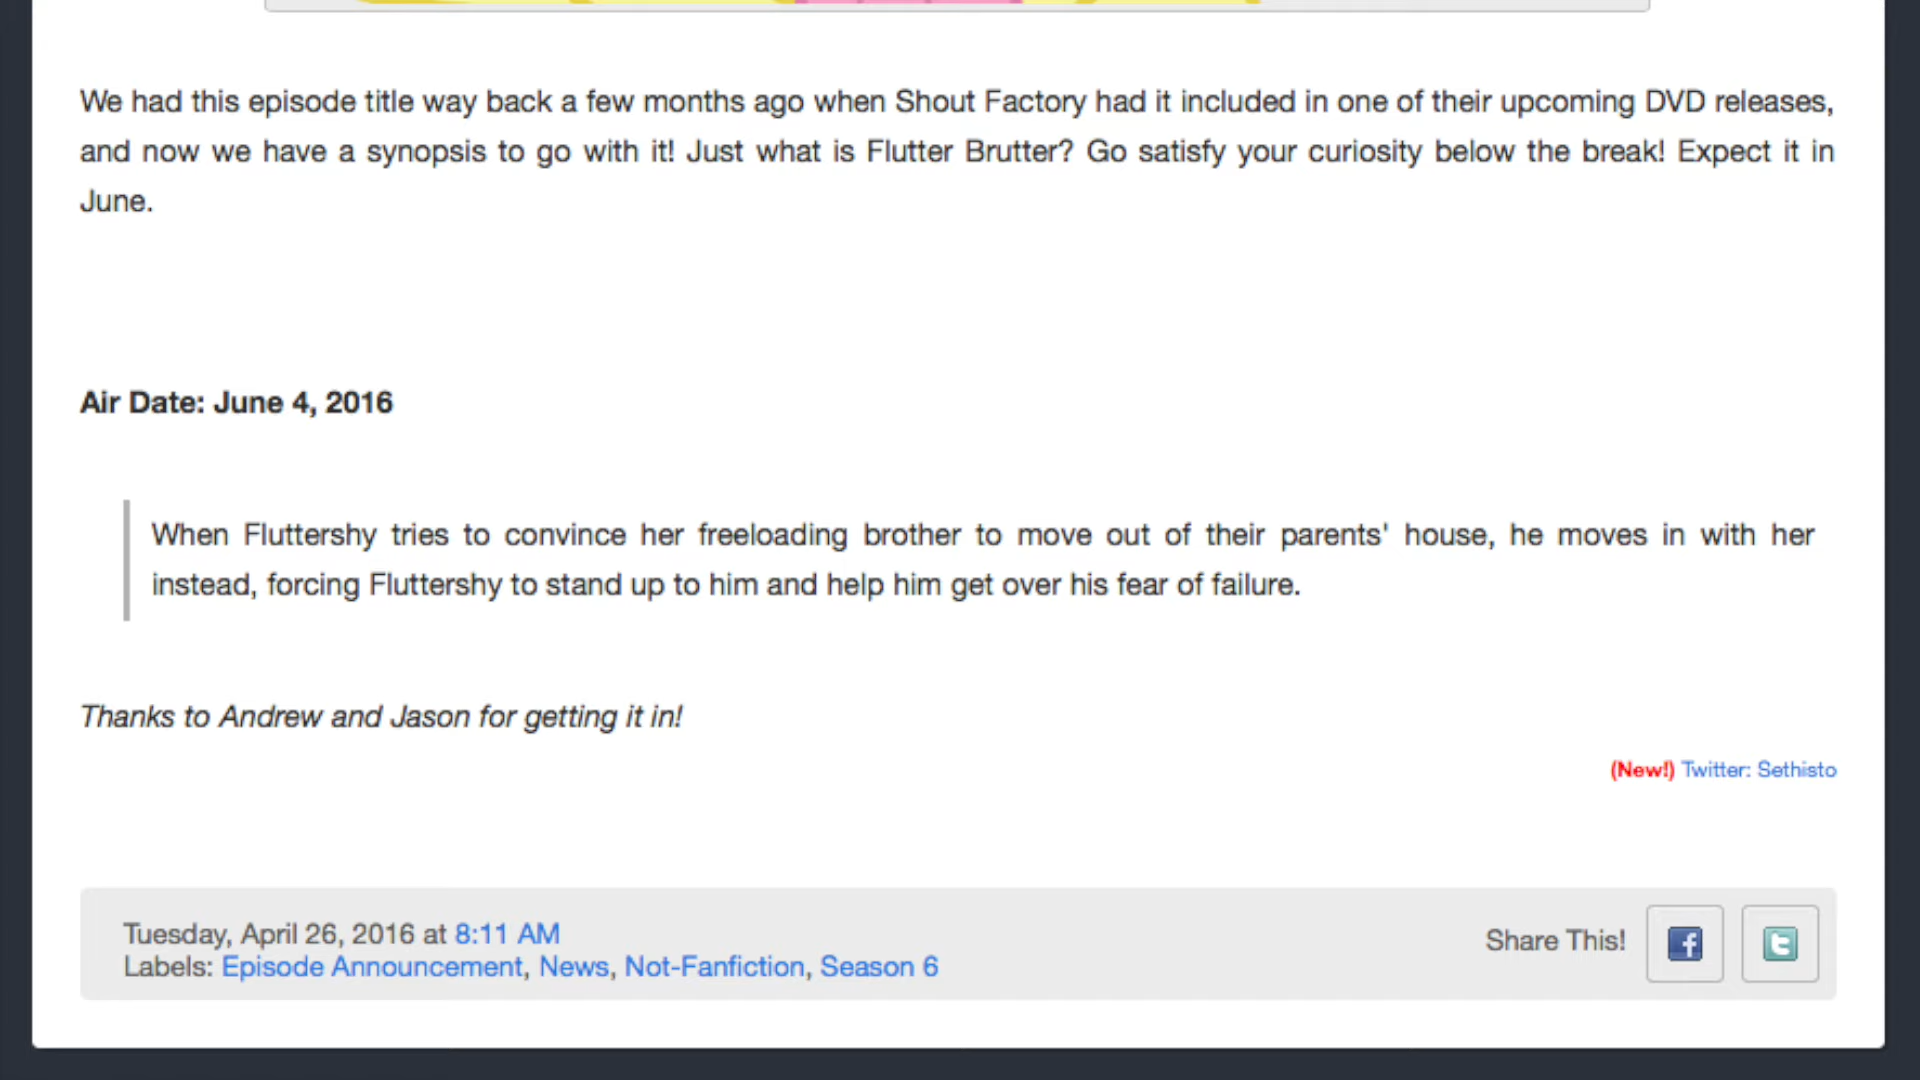 We had this episode title way back a few months ago when Shout Factory had it included in one of their upcoming DVD releases,
and now we have a synopsis to go with it! Just what is Flutter Brutter? Go satisfy your curiosity below the break! Expect it in
June.
Air Date: June 4, 2016
When Fluttershy tries to convince her freeloading brother to move out of their parents' house, he moves in with her
instead, forcing Fluttershy to stand up to him and help him get over his fear of failure.
Thanks to Andrew and Jason for getting it in!
(New!) Twitter: Sethisto
Tuesday, April 26, 2016 at 8:11 AM
Labels: Episode Announcement, News, Not-Fanfiction, Season 6
Share This!